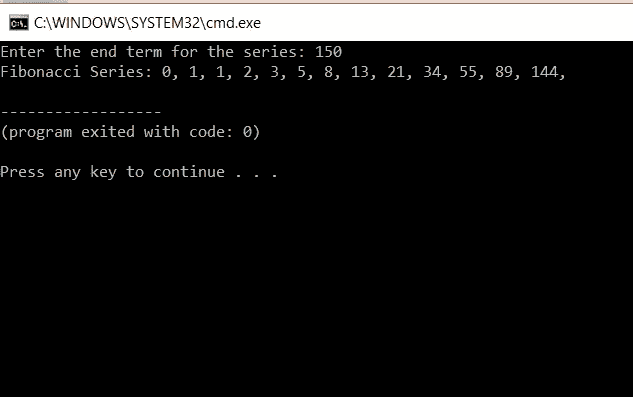 C:\WINDOWS\SYSTEM32\cmd.exe
Enter the end term for the series: 150
Fibonacci Series: 0, 1, 1, 2, 3, 5, 8, 13, 21, 34, 55, 89, 144,
------------------
(program exited with code: 0)
Press any key to continue . . .